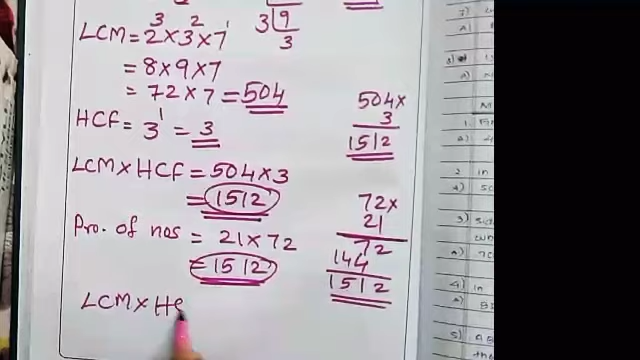 3 9
3
LCM = 2³ × 3² × 7¹
= 8 × 9 × 7
= 72 × 7 = 504
504 ×
3
1512
HCf = 3¹ = 3
LCM × HCf = 504 × 3
= 1512
72 ×
21
72
144
1512
Pro. of nos = 21 × 72
= 1512
LCM × H